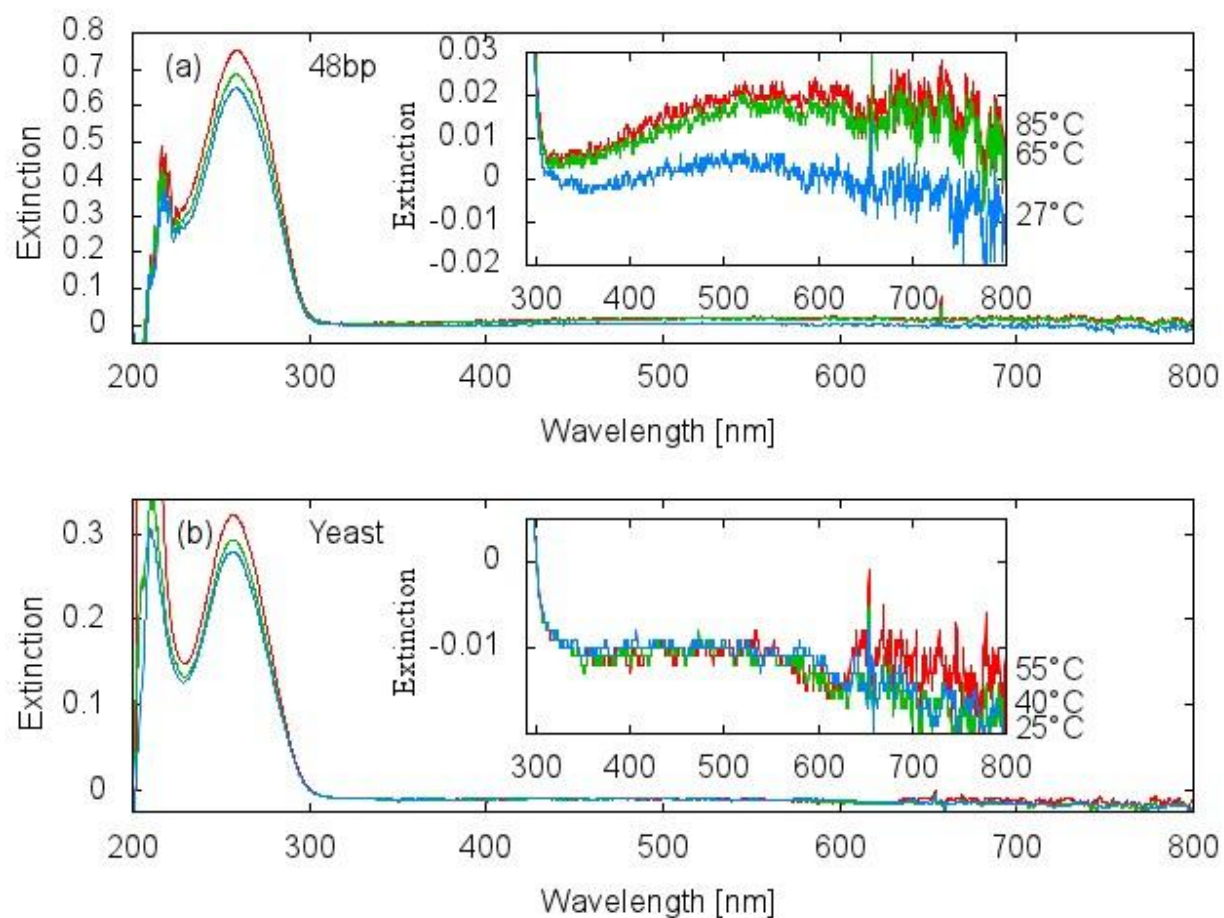 0.8
0.7
0.6
0.5
0.4
0.3
0.2
0.1
0
Extinction
(a) 48bp
0.03
0.02
0.01
0
-0.01
-0.02
Extinction
85°C
65°C
27°C
300 400 500 600 700 800
200 300 400 500 600 700 800
Wavelength [nm]
0.3
0.2
0.1
0
Extinction
(b) Yeast
0
-0.01
Extinction
55°C
40°C
25°C
300 400 500 600 700 800
200 300 400 500 600 700 800
Wavelength [nm]